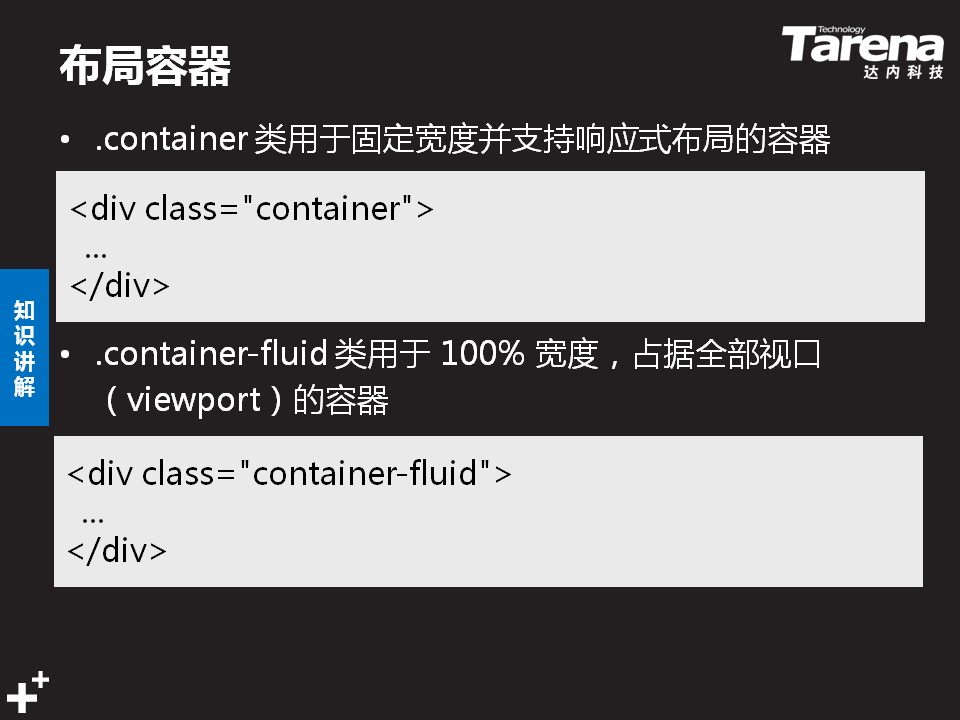 布局容器
Technology
Tarena
达内科技
• .container 类用于固定宽度并支持响应式布局的容器
<div class="container">
...
</div>
知识讲解
• .container-fluid 类用于 100% 宽度，占据全部视口
（viewport）的容器
<div class="container-fluid">
...
</div>